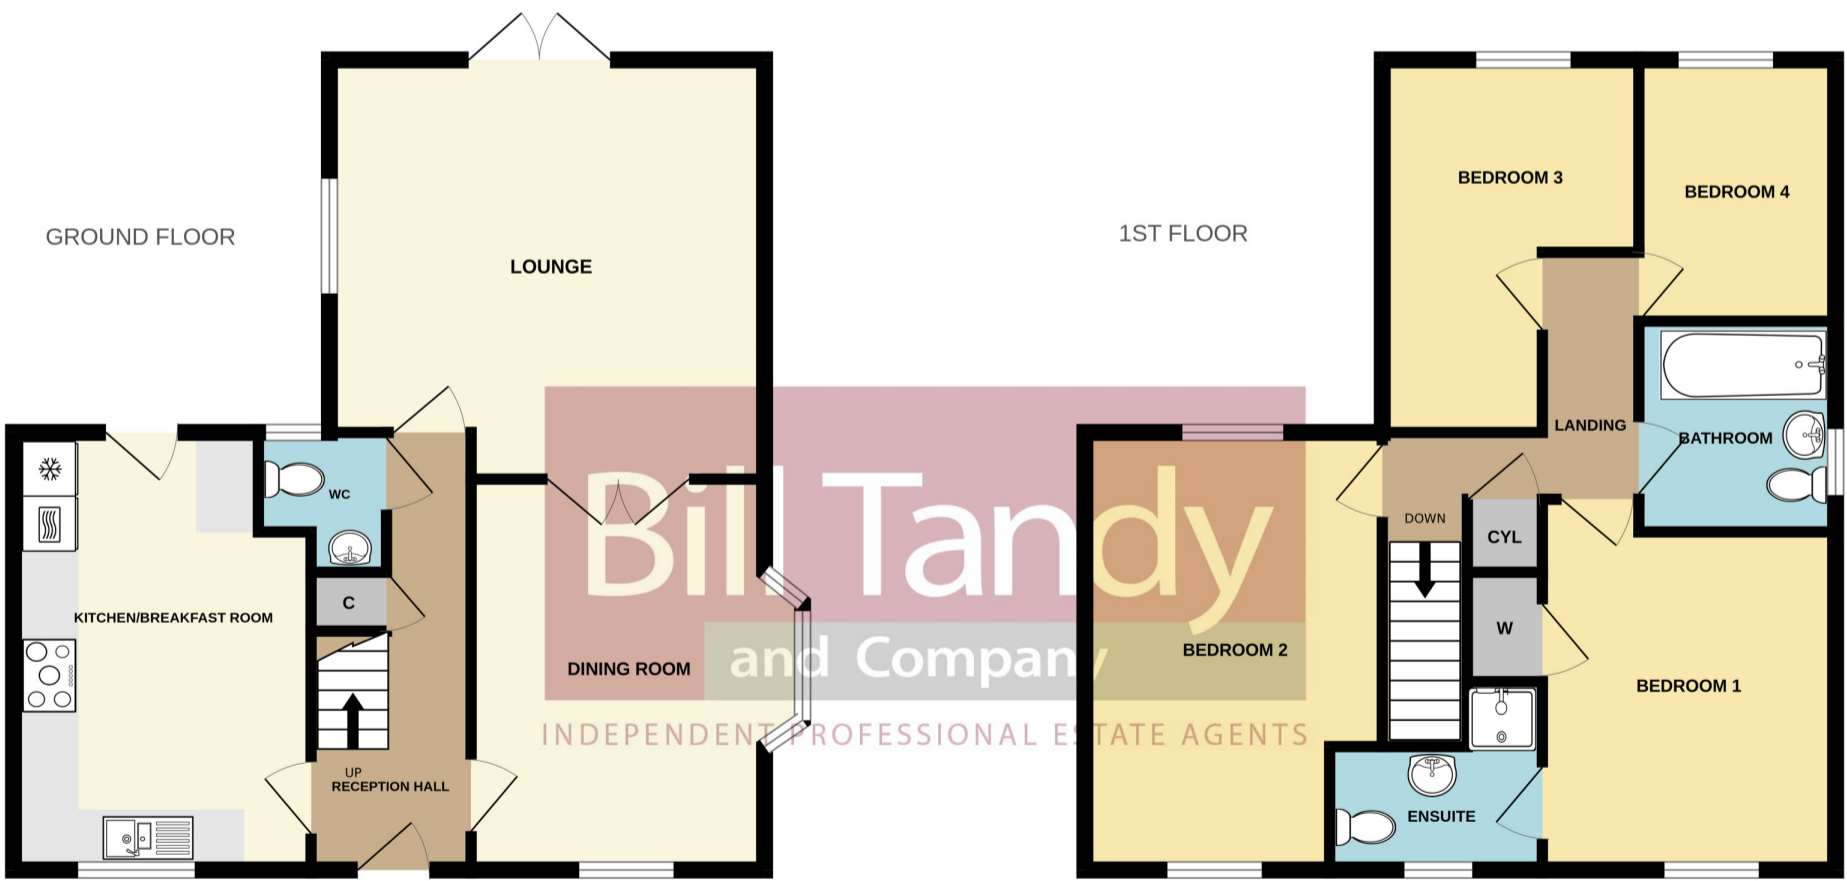 GROUND FLOOR
LOUNGE
WC
C
KITCHEN/BREAKFAST ROOM
DINING ROOM
UP
RECEPTION HALL
1ST FLOOR
BEDROOM 3
BEDROOM 4
LANDING
BATHROOM
DOWN
CYL
W
BEDROOM 2
BEDROOM 1
ENSUITE
Bill Tandy
and Company
INDEPENDENT PROFESSIONAL ESTATE AGENTS